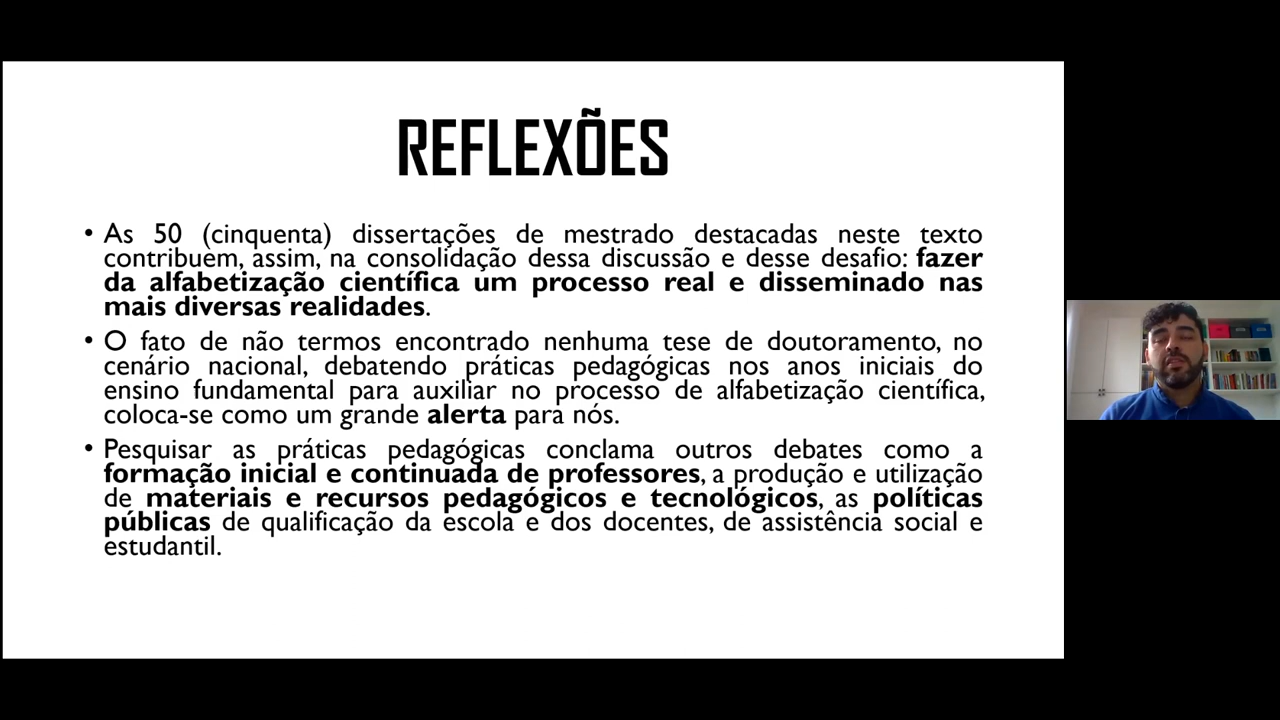 REFLEXÕES
• As 50 (cinquenta) dissertações de mestrado destacadas neste texto
contribuem, assim, na consolidação dessa discussão e desse desafio: fazer
da alfabetização científica um processo real e disseminado nas
mais diversas realidades.
• O fato de não termos encontrado nenhuma tese de doutoramento, no
cenário nacional, debatendo práticas pedagógicas nos anos iniciais do
ensino fundamental para auxiliar no processo de alfabetização científica,
coloca-se como um grande alerta para nós.
• Pesquisar as práticas pedagógicas conclama outros debates como a
formação inicial e continuada de professores, a produção e utilização
de materiais e recursos pedagógicos e tecnológicos, as políticas
públicas de qualificação da escola e dos docentes, de assistência social e
estudantil.